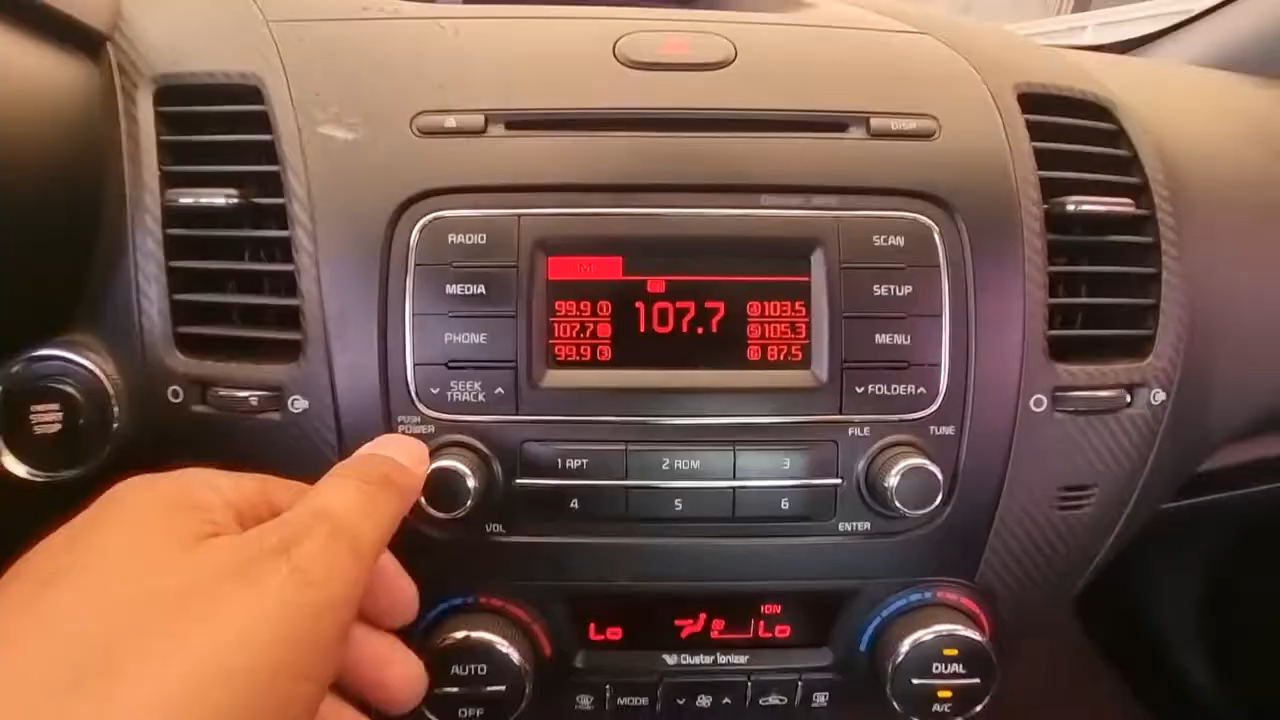 DISP
RADIO
MEDIA
PHONE
SEEK
TRACK
SCAN
SETUP
MENU
FOLDER
99.9 1
107.7
99.9 3
107.7
4 103.5
5 105.3
6 87.5
PUSH
POWER
VOL
FILE
TUNE
ENTER
1 RPT
2 RDM
3
4
5
6
START
STOP
Lo
ION
Lo
Cluster ionizer
AUTO
OFF
MODE
DUAL
A/C